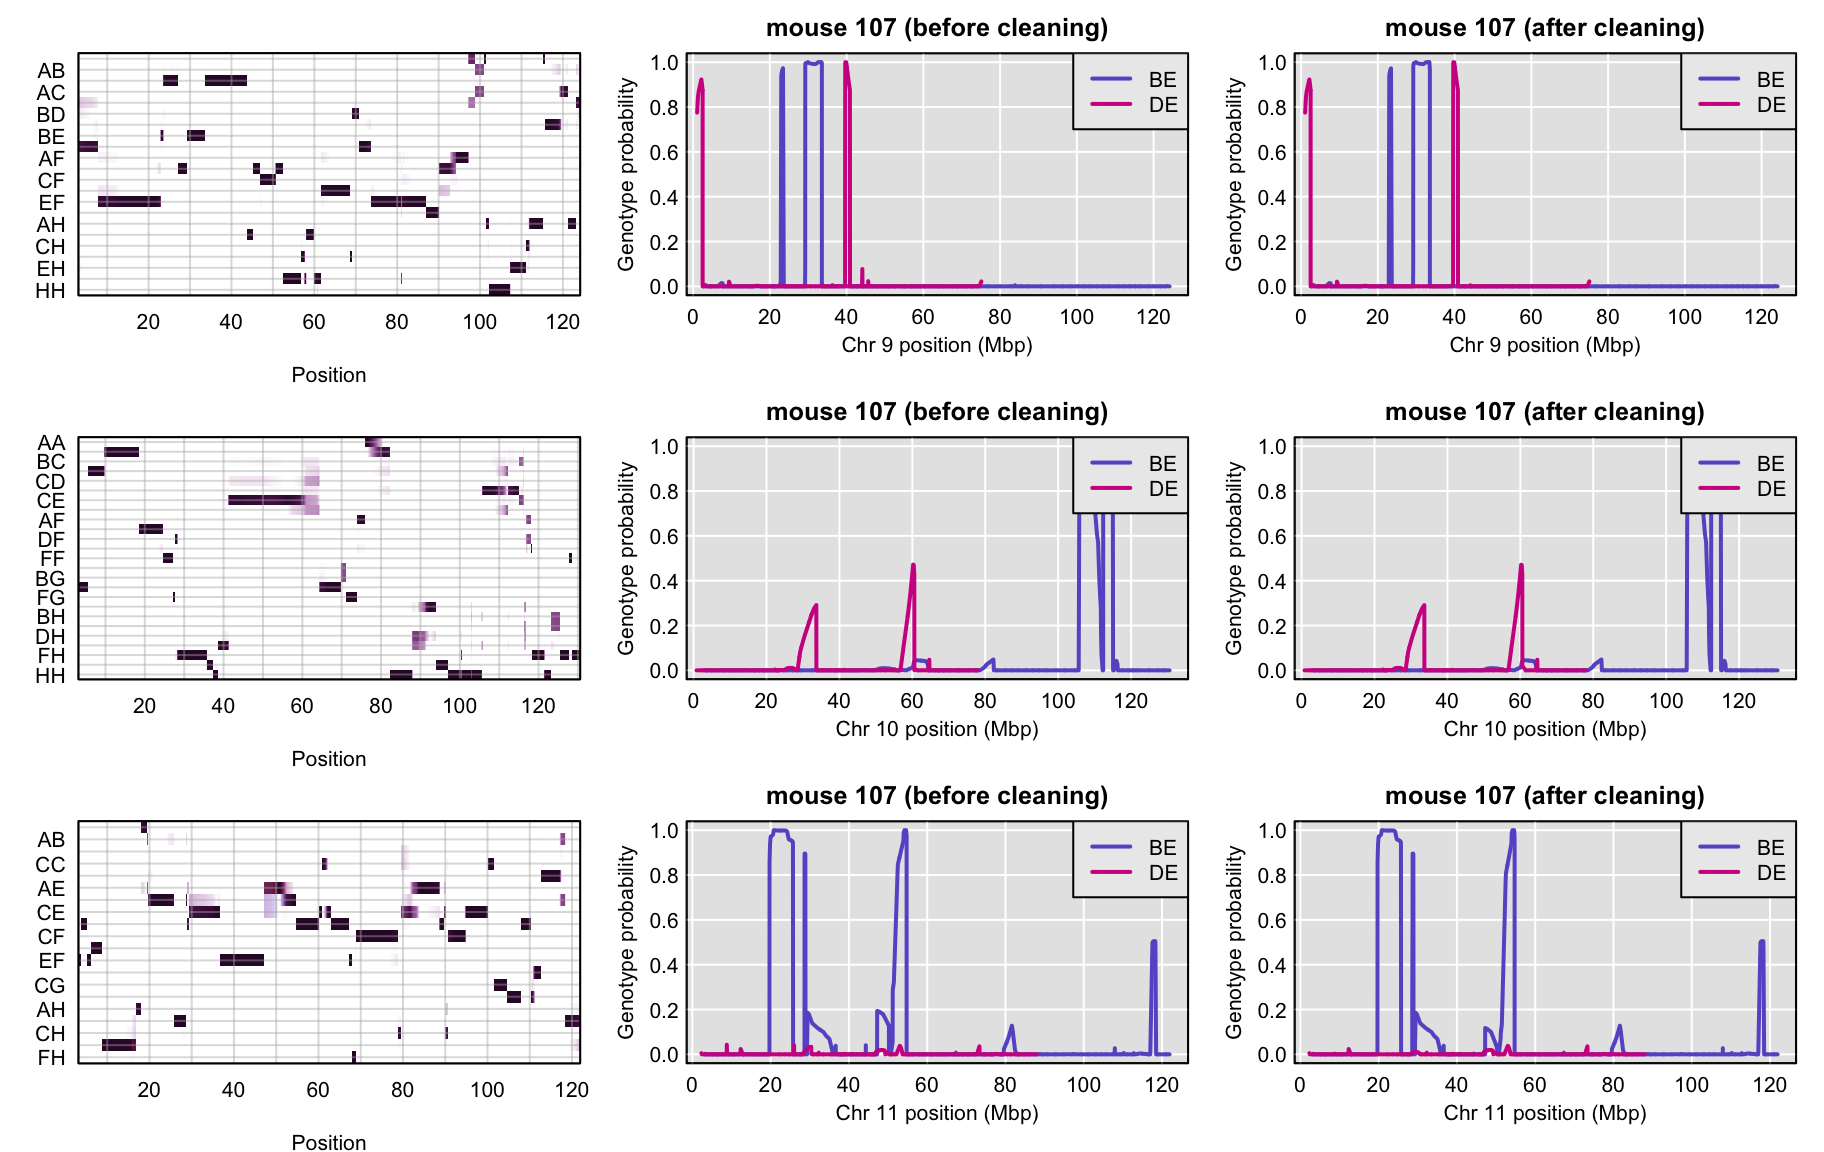 mouse 107 (before cleaning)
mouse 107 (after cleaning)
AB
AC
BD
BE
AF
CF
EF
AH
CH
EH
HH
20 40 60 80 100 120
Position
Genotype probability
1.0
0.8
0.6
0.4
0.2
0.0
BE
DE
0 20 40 60 80 100 120
Chr 9 position (Mbp)
Genotype probability
1.0
0.8
0.6
0.4
0.2
0.0
BE
DE
0 20 40 60 80 100 120
Chr 9 position (Mbp)
mouse 107 (before cleaning)
mouse 107 (after cleaning)
AA
BC
CD
CE
AF
DF
FF
BG
FG
BH
DH
FH
HH
20 40 60 80 100 120
Position
Genotype probability
1.0
0.8
0.6
0.4
0.2
0.0
BE
DE
0 20 40 60 80 100 120
Chr 10 position (Mbp)
Genotype probability
1.0
0.8
0.6
0.4
0.2
0.0
BE
DE
0 20 40 60 80 100 120
Chr 10 position (Mbp)
mouse 107 (before cleaning)
mouse 107 (after cleaning)
AB
CC
AE
CE
CF
EF
CG
AH
CH
FH
20 40 60 80 100 120
Position
Genotype probability
1.0
0.8
0.6
0.4
0.2
0.0
BE
DE
0 20 40 60 80 100 120
Chr 11 position (Mbp)
Genotype probability
1.0
0.8
0.6
0.4
0.2
0.0
BE
DE
0 20 40 60 80 100 120
Chr 11 position (Mbp)